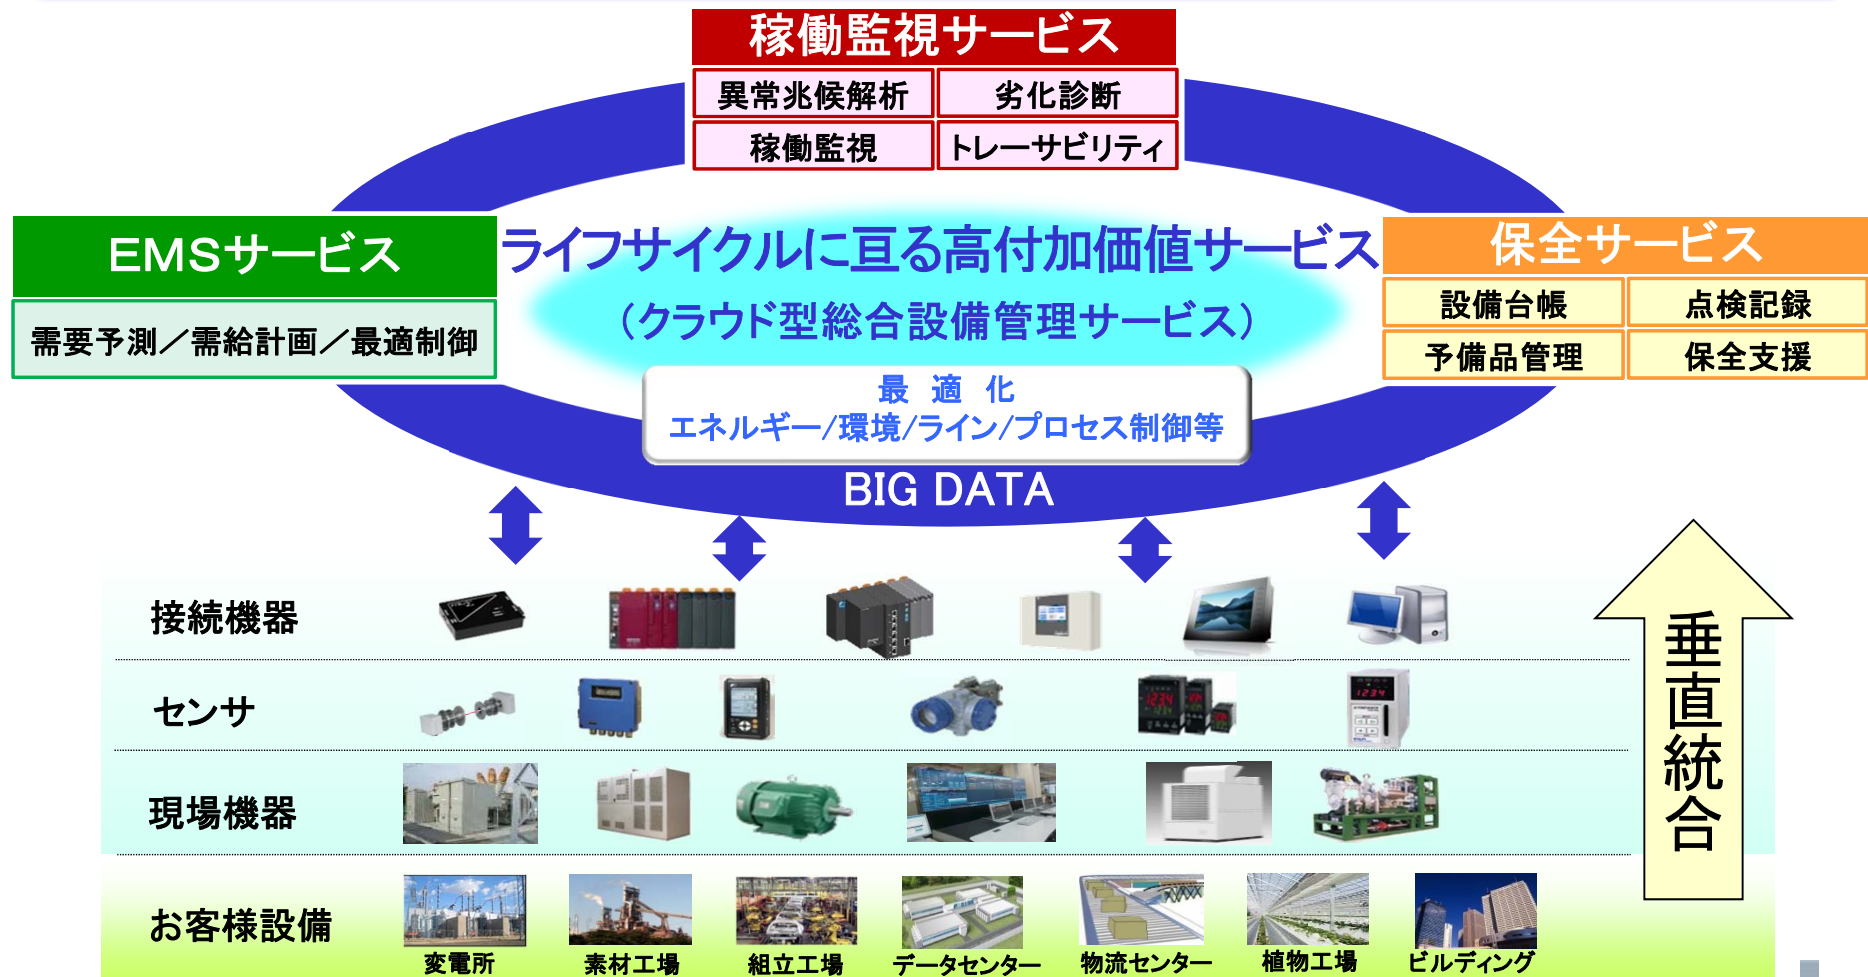 稼働監視サービス
異常兆候解析
劣化診断
稼働監視
トレーサビリティ
EMSサービス
需要予測／需給計画／最適制御
ライフサイクルに亘る高付加価値サービス
（クラウド型総合設備管理サービス）
保全サービス
設備台帳
点検記録
予備品管理
保全支援
最 適 化
エネルギー/環境/ライン/プロセス制御等
BIG DATA
接続機器
センサ
現場機器
お客様設備
変電所
素材工場
組立工場
データセンター
物流センター
植物工場
ビルディング
垂直統合